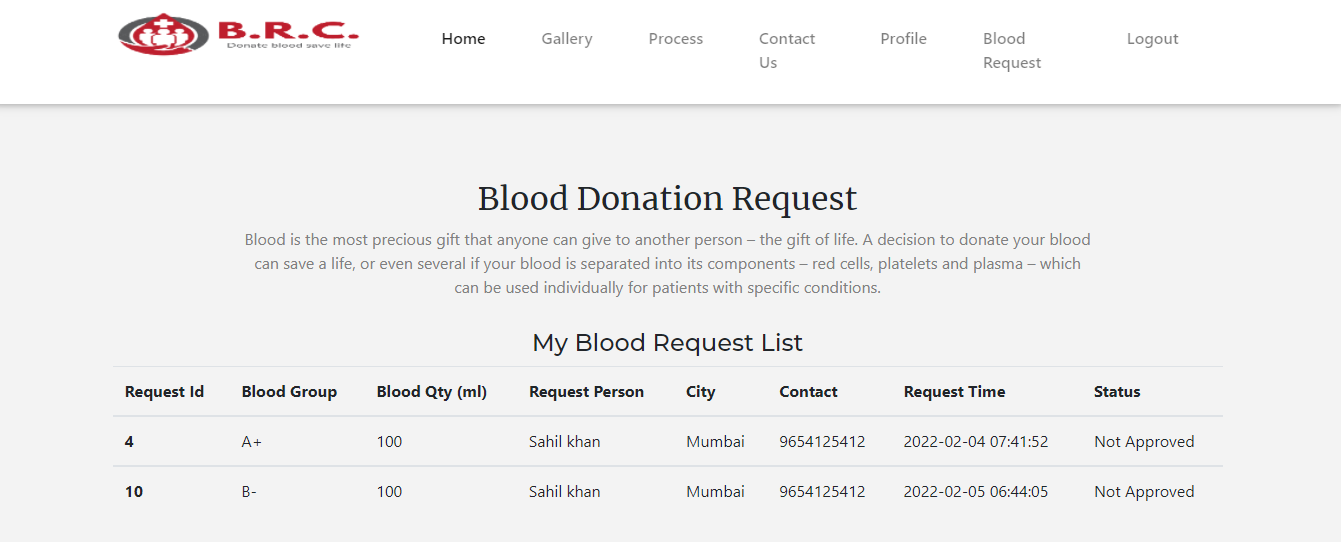 B.R.C.
Donate blood save life
Home Gallery Process Contact Us Profile Blood Request Logout
Blood Donation Request
Blood is the most precious gift that anyone can give to another person – the gift of life. A decision to donate your blood
can save a life, or even several if your blood is separated into its components – red cells, platelets and plasma – which
can be used individually for patients with specific conditions.
My Blood Request List
Request Id Blood Group Blood Qty (ml) Request Person City Contact Request Time Status
4 A+ 100 Sahil khan Mumbai 9654125412 2022-02-04 07:41:52 Not Approved
10 B- 100 Sahil khan Mumbai 9654125412 2022-02-05 06:44:05 Not Approved